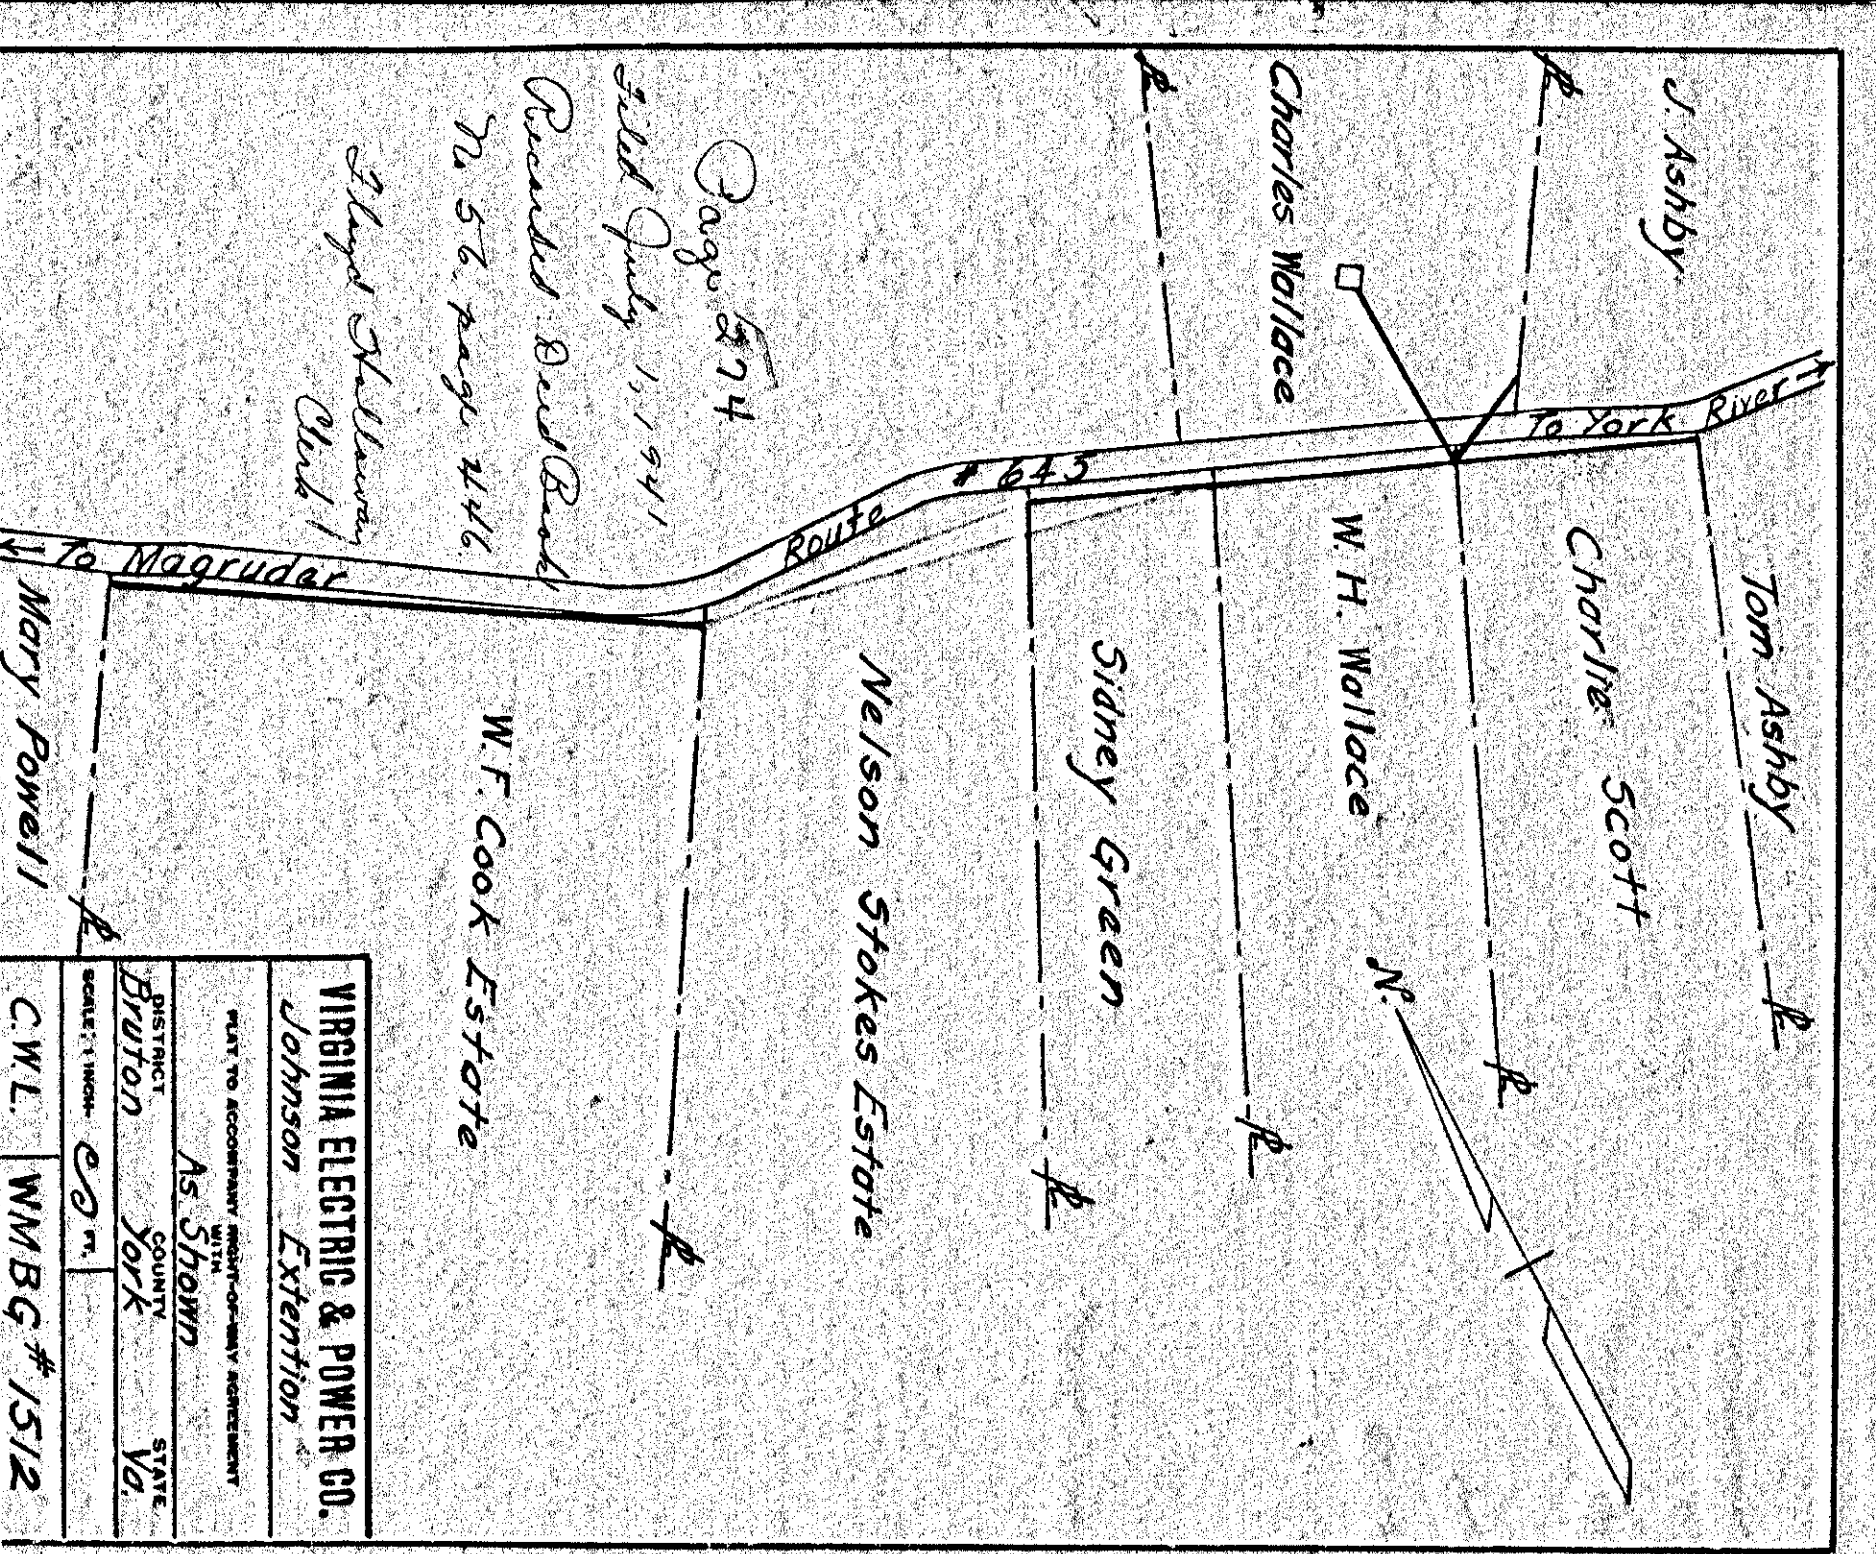 J. Ashby
Tom Ashby
To York River
Charlie Scott
Charles Wallace
W. H. Wallace
N.
Sidney Green
Route # 643
Nelson Stokes Estate
Page 574
Filed July 1, 1941
Recorded Deed Book
No 56, page 446
Floyd Holloway
Clerk
W. F. Cook Estate
To Magruder
Mary Powell
VIRGINIA ELECTRIC & POWER CO.
Johnson Extention
PLAT TO ACCOMPANY RIGHT-OF-WAY AGREEMENT
WITH
As Shown
DISTRICT COUNTY STATE
Bruton York Va.
SCALE: 1 INCH= FT.
C.W.L. WMBG # 1512